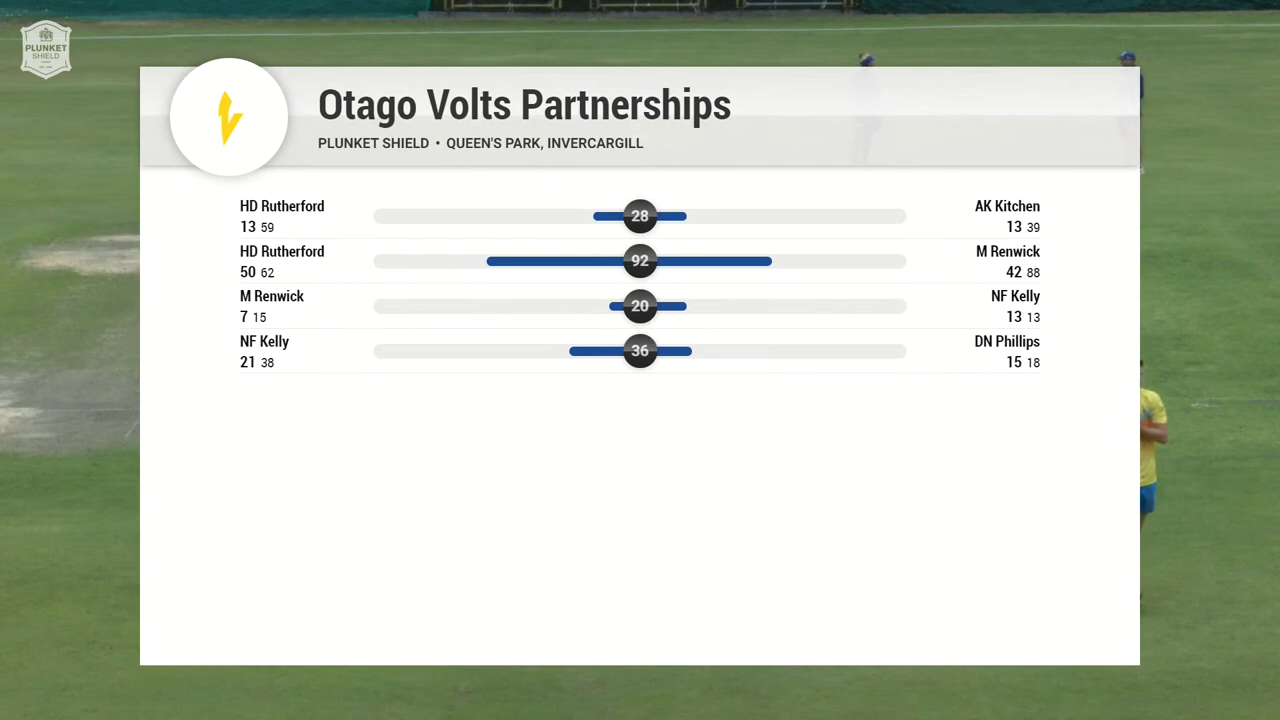 PLUNKET
SHIELD
Otago Volts Partnerships
PLUNKET SHIELD • QUEEN'S PARK, INVERCARGILL
HD Rutherford 28 AK Kitchen
13 59 13 39
HD Rutherford 92 M Renwick
50 62 42 88
M Renwick 20 NF Kelly
7 15 13 13
NF Kelly 36 DN Phillips
21 38 15 18